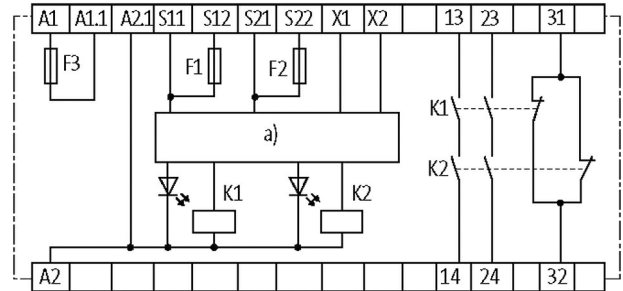 A1 A1.1 A2.1 S11 S12 S21 S22 X1 X2 13 23 31
F3 F1 F2
K1
a)
K2
K1 K2
A2 14 24 32